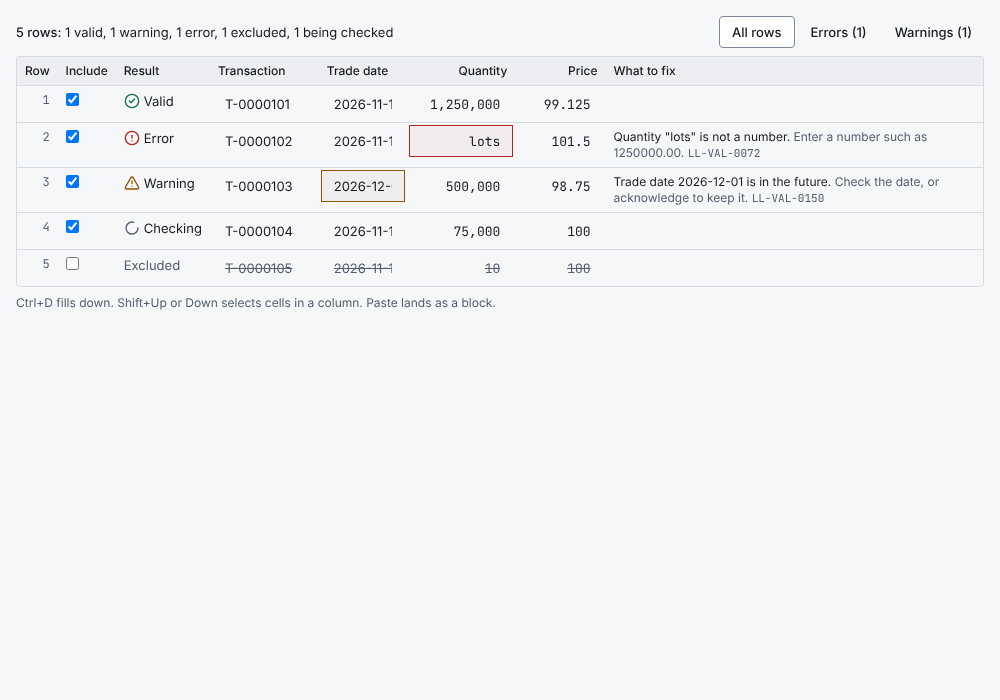 5 rows: 1 valid, 1 warning, 1 error, 1 excluded, 1 being checked
All rows Errors (1) Warnings (1)
Row Include Result Transaction Trade date Quantity Price What to fix
1 Valid T-0000101 2026-11-1 1,250,000 99.125
2 Error T-0000102 2026-11-1 lots 101.5 Quantity "lots" is not a number. Enter a number such as
1250000.00. LL-VAL-0072
3 Warning T-0000103 2026-12- 500,000 98.75 Trade date 2026-12-01 is in the future. Check the date, or
acknowledge to keep it. LL-VAL-0150
4 Checking T-0000104 2026-11-1 75,000 100
5 Excluded T-0000105 2026-11-1 10 100
Ctrl+D fills down. Shift+Up or Down selects cells in a column. Paste lands as a block.